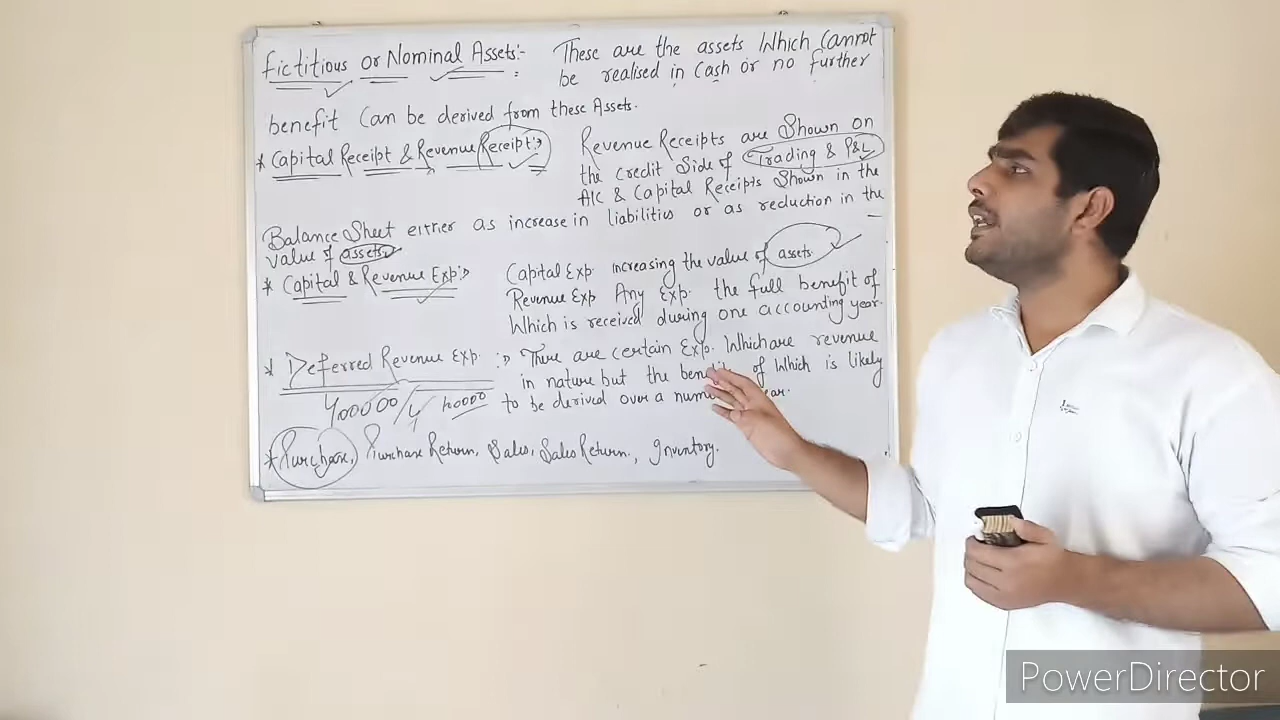 Fictitious or Nominal Assets:- These are the assets Which Cannot
be realised in Cash or no further
benefit Can be derived from these Assets.
* Capital Receipt & Revenue Receipt:- Revenue Receipts are Shown on
the credit Side of Trading & P&L
A/C & Capital Receipts Shown in the
Balance Sheet either as increase in liabilities or as reduction in the
value of assets
* Capital & Revenue Exp:- Capital Exp. increasing the value of assets
Revenue Exp Any Exp. the full benefit of
Which is received during one accounting year.
* Deferred Revenue Exp. :- There are certain Exp. Which are revenue
in nature but the of Which is likely
400000/4 100000 to be derived over a
* Purchase, Purchase Return, Sales, Sales Return, Inventory.
PowerDirector